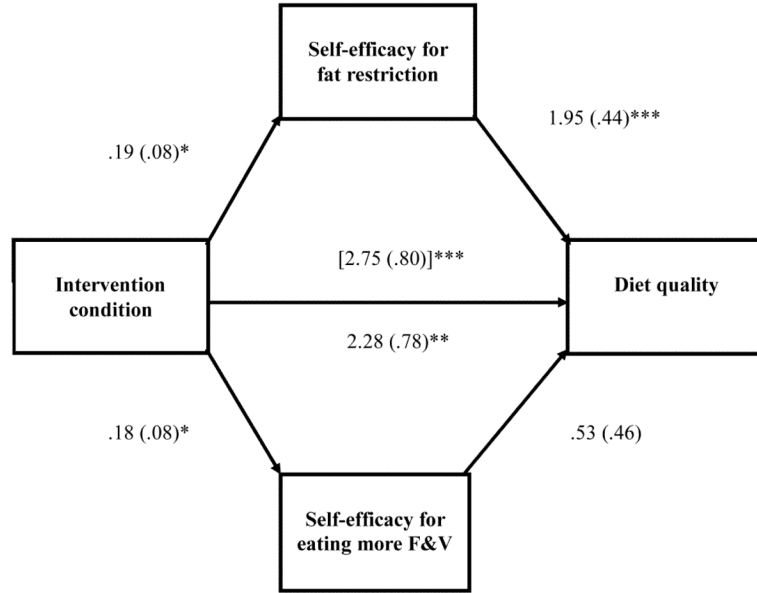 Self-efficacy for
fat restriction
1.95 (.44)***
.19 (.08)*
[2.75 (.80)]***
Intervention
condition
Diet quality
2.28 (.78)**
.18 (.08)*
.53 (.46)
Self-efficacy for
eating more F&V